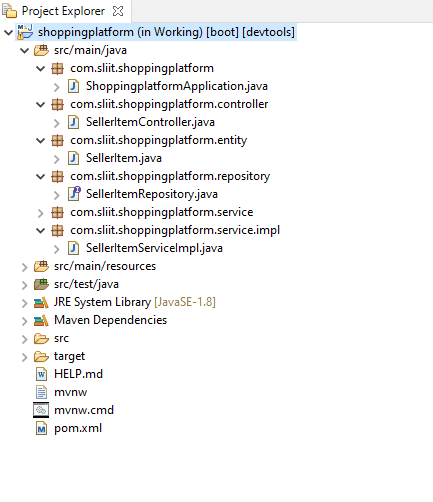 Project Explorer
shoppingplatform (in Working) [boot] [devtools]
src/main/java
com.sliit.shoppingplatform
ShoppingplatformApplication.java
com.sliit.shoppingplatform.controller
SellerItemController.java
com.sliit.shoppingplatform.entity
SellerItem.java
com.sliit.shoppingplatform.repository
SellerItemRepository.java
com.sliit.shoppingplatform.service
com.sliit.shoppingplatform.service.impl
SellerItemServiceImpl.java
src/main/resources
src/test/java
JRE System Library [JavaSE-1.8]
Maven Dependencies
src
target
HELP.md
mvnw
mvnw.cmd
pom.xml